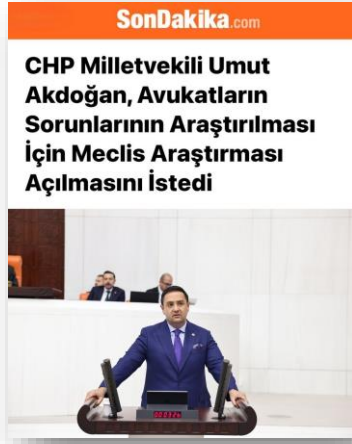 SonDakika.com
CHP Milletvekili Umut
Akdoğan, Avukatların
Sorunlarının Araştırılması
İçin Meclis Araştırması
Açılmasını İstedi